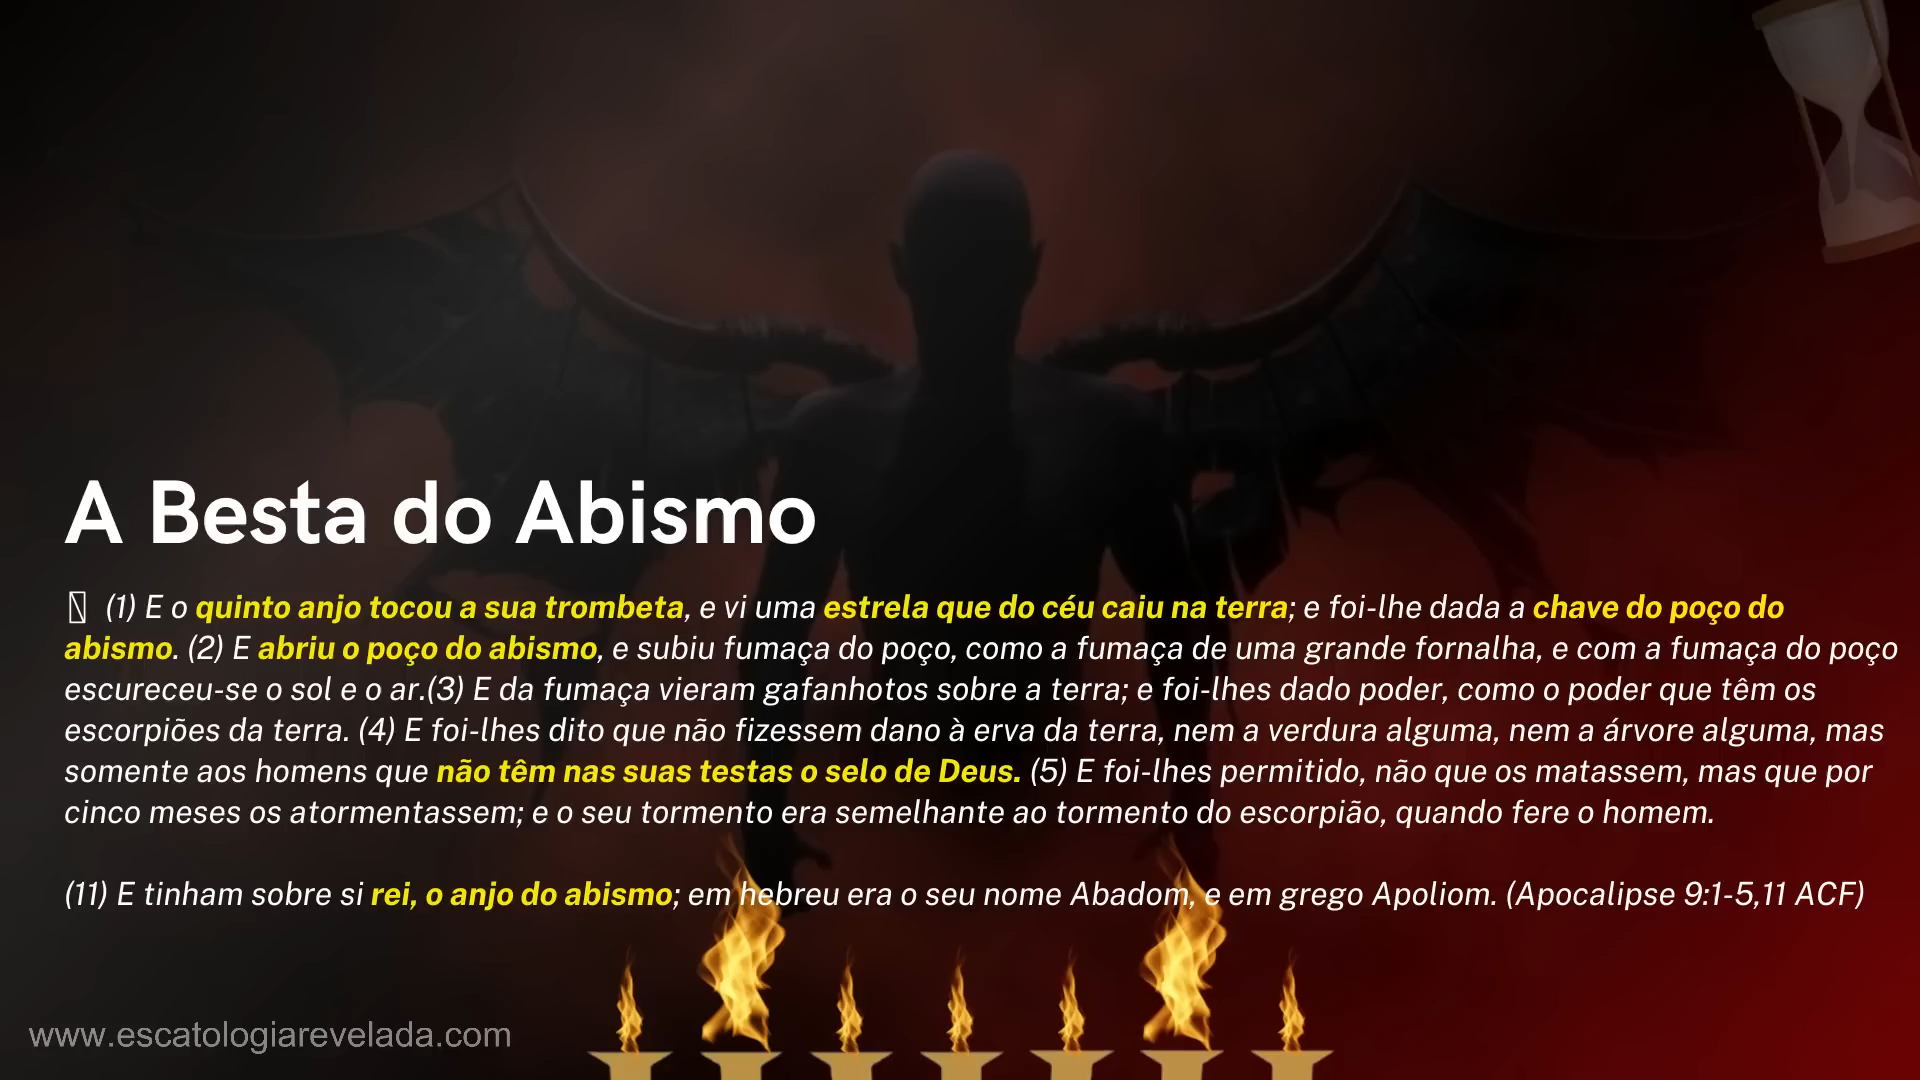 A Besta do Abismo
(1) E o quinto anjo tocou a sua trombeta, e vi uma estrela que do céu caiu na terra; e foi-lhe dada a chave do poço do
abismo. (2) E abriu o poço do abismo, e subiu fumaça do poço, como a fumaça de uma grande fornalha, e com a fumaça do poço
escureceu-se o sol e o ar.(3) E da fumaça vieram gafanhotos sobre a terra; e foi-lhes dado poder, como o poder que têm os
escorpiões da terra. (4) E foi-lhes dito que não fizessem dano à erva da terra, nem a verdura alguma, nem a árvore alguma, mas
somente aos homens que não têm nas suas testas o selo de Deus. (5) E foi-lhes permitido, não que os matassem, mas que por
cinco meses os atormentassem; e o seu tormento era semelhante ao tormento do escorpião, quando fere o homem.
(11) E tinham sobre si rei, o anjo do abismo; em hebreu era o seu nome Abadom, e em grego Apoliom. (Apocalipse 9:1-5,11 ACF)
www.escatologiarevelada.com